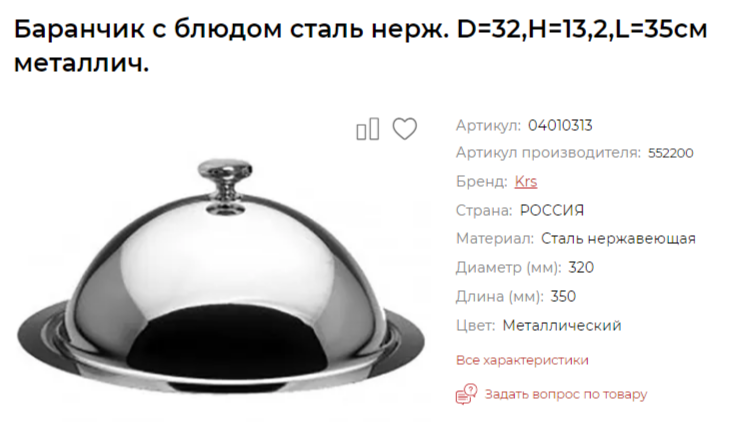 Баранчик с блюдом сталь нерж. D=32,H=13,2,L=35см
металлич.
Артикул: 04010313
Артикул производителя: 552200
Бренд: Krs
Страна: РОССИЯ
Материал: Сталь нержавеющая
Диаметр (мм): 320
Длина (мм): 350
Цвет: Металлический
Все характеристики
Задать вопрос по товару